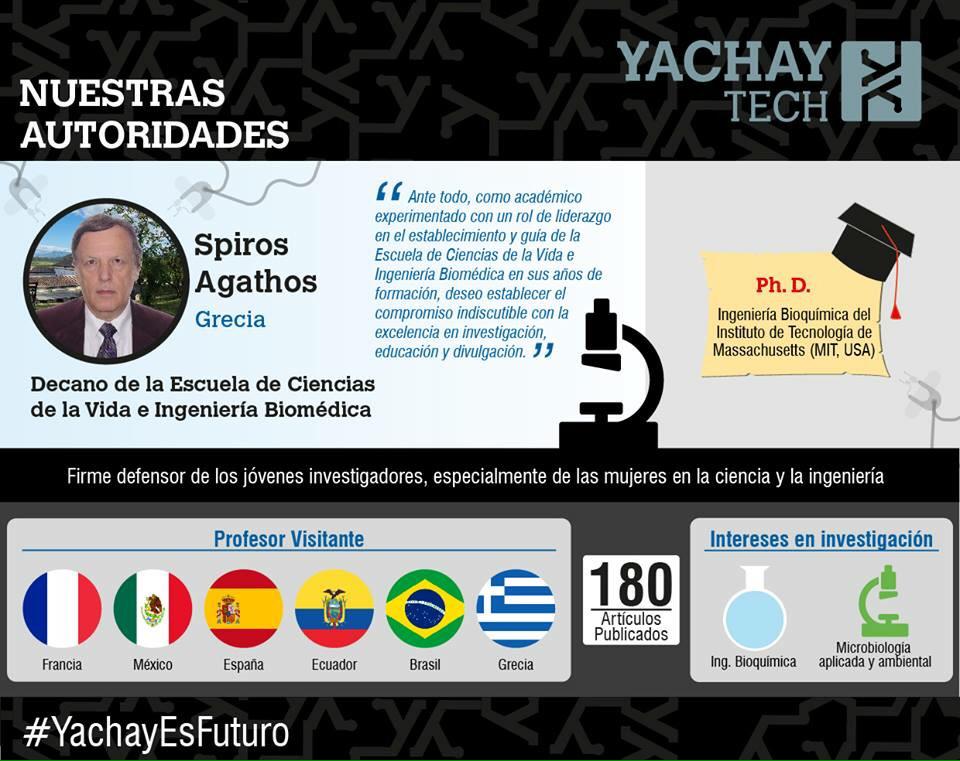 NUESTRAS
AUTORIDADES
YACHAY
TECH
Spiros
Agathos
Grecia
Decano de la Escuela de Ciencias
de la Vida e Ingeniería Biomédica
“ Ante todo, como académico
experimentado con un rol de liderazgo
en el establecimiento y guía de la
Escuela de Ciencias de la Vida e
Ingeniería Biomédica en sus años de
formación, deseo establecer el
compromiso indiscutible con la
excelencia en investigación,
educación y divulgación. ”
Ph. D.
Ingeniería Bioquímica del
Instituto de Tecnología de
Massachusetts (MIT, USA)
Firme defensor de los jóvenes investigadores, especialmente de las mujeres en la ciencia y la ingeniería
Profesor Visitante
Francia
México
España
Ecuador
Brasil
Grecia
180
Artículos
Publicados
Intereses en investigación
Ing. Bioquímica
Microbiología
aplicada y ambiental
#YachayEsFuturo